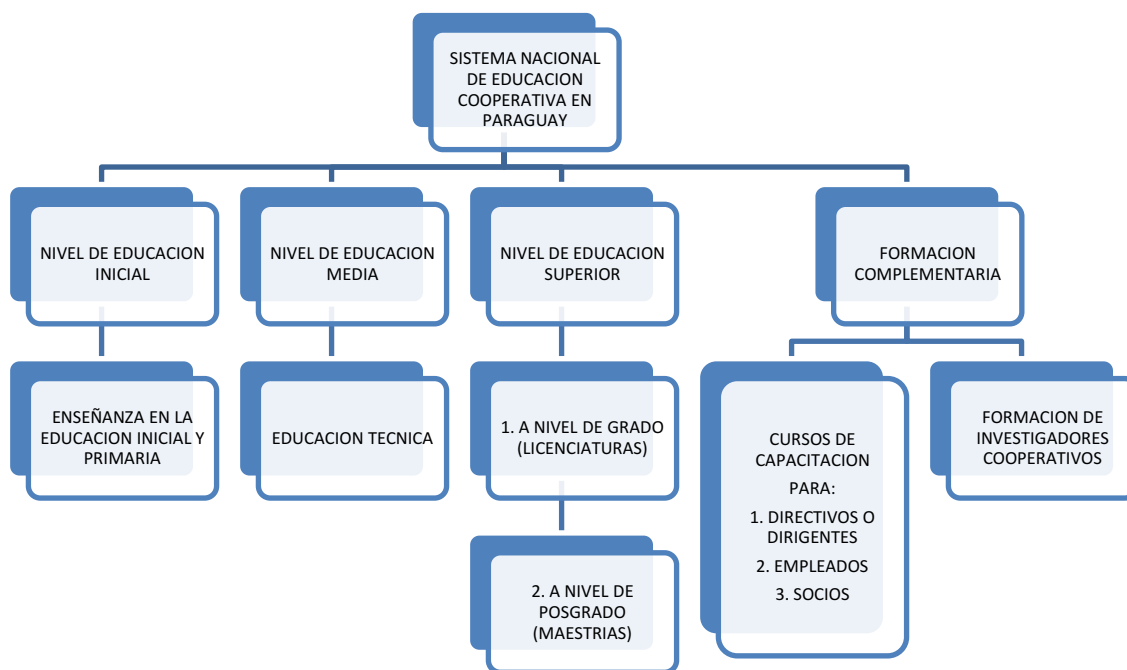 SISTEMA NACIONAL
DE EDUCACION
COOPERATIVA EN
PARAGUAY
NIVEL DE EDUCACION
INICIAL
NIVEL DE EDUCACION
MEDIA
NIVEL DE EDUCACION
SUPERIOR
FORMACION
COMPLEMENTARIA
ENSEÑANZA EN LA
EDUCACION INICIAL Y
PRIMARIA
EDUCACION TECNICA
1. A NIVEL DE GRADO
(LICENCIATURAS)
2. A NIVEL DE
POSGRADO
(MAESTRIAS)
CURSOS DE
CAPACITACION
PARA:
1. DIRECTIVOS O
DIRIGENTES
2. EMPLEADOS
3. SOCIOS
FORMACION DE
INVESTIGADORES
COOPERATIVOS